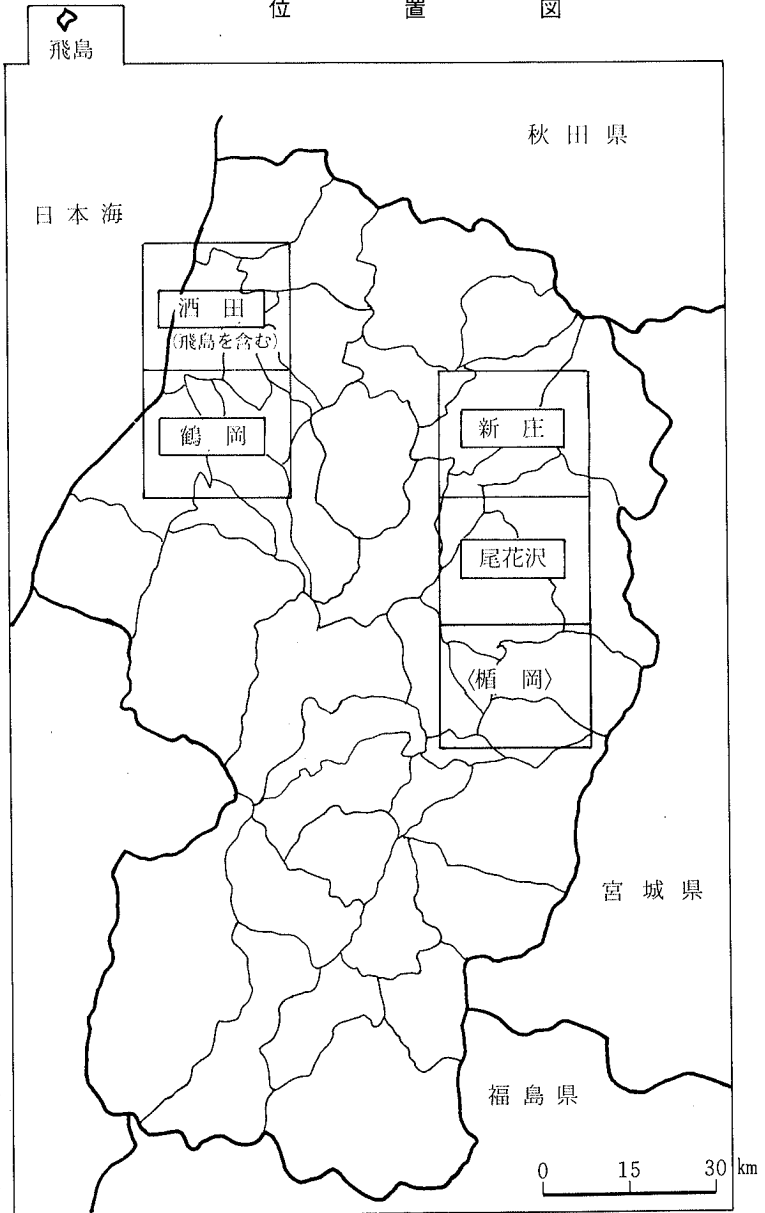 位置図
飛島
秋田県
日本海
酒田
(飛島を含む)
鶴岡
新庄
尾花沢
〈楯岡〉
宮城県
福島県
0 15 30 km